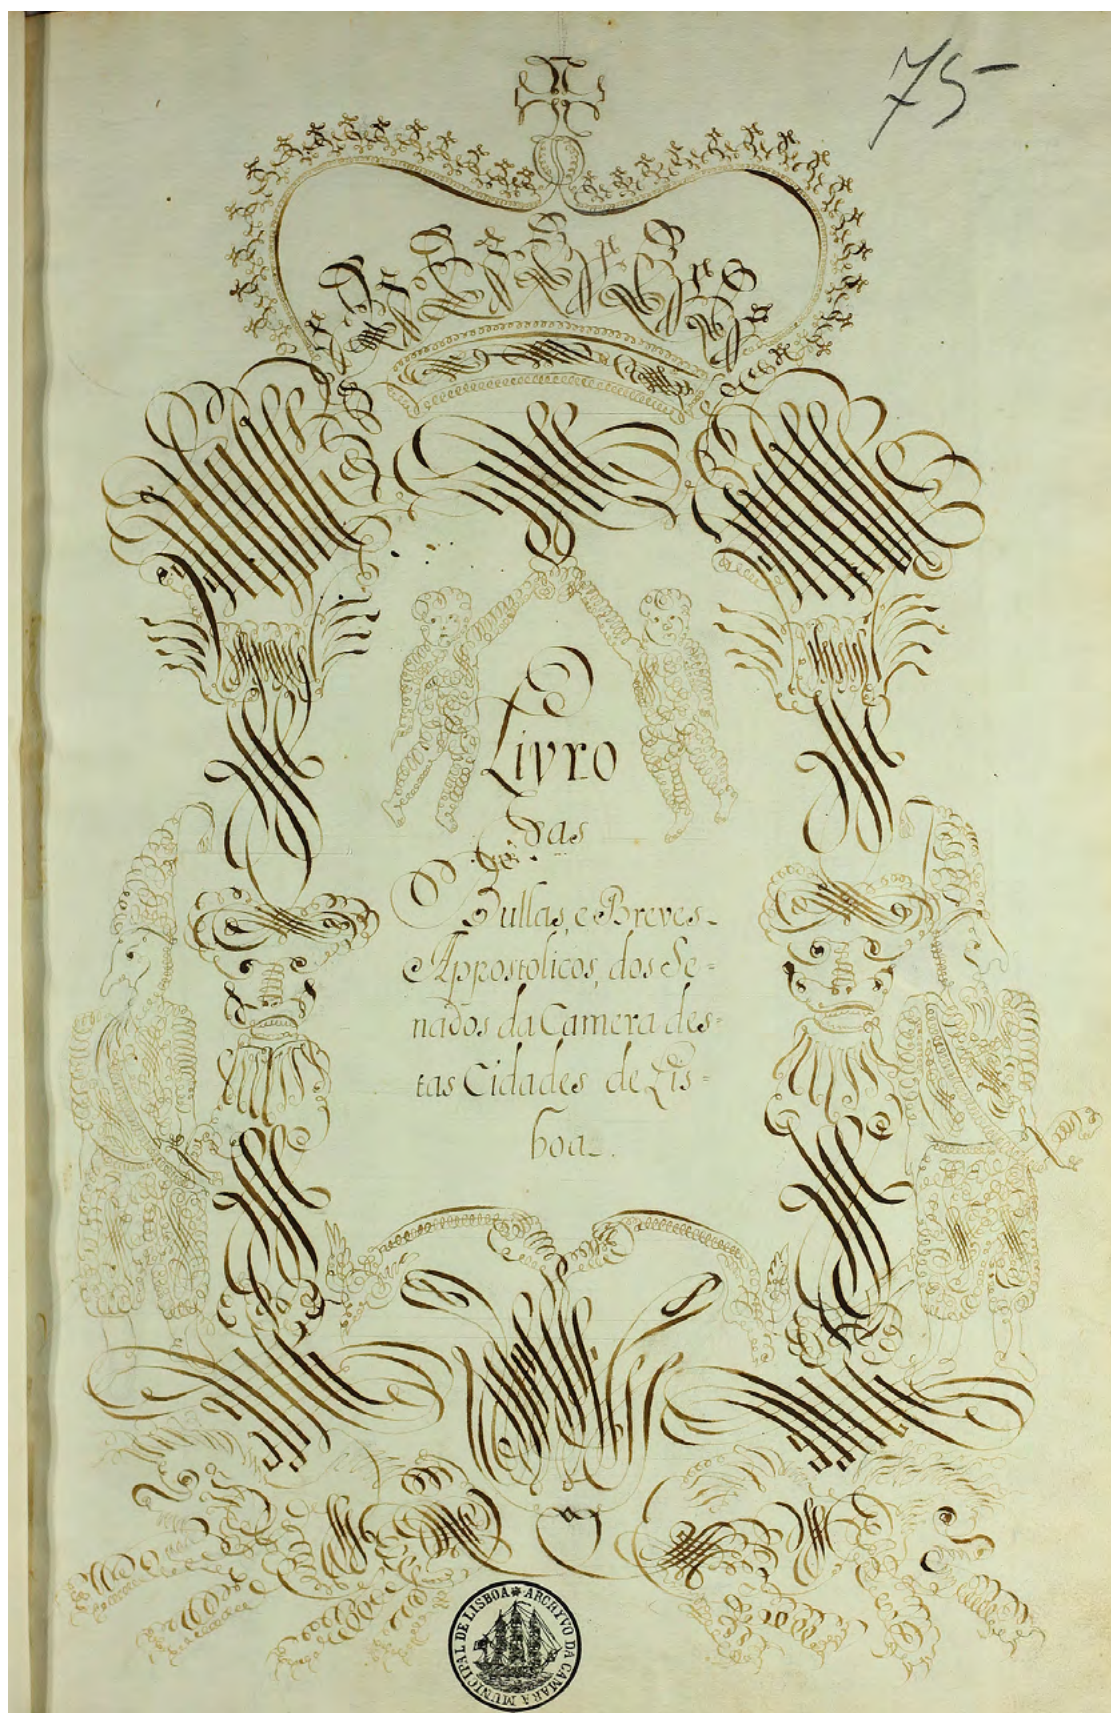 75
Livro
das
Bullas, e Breves
Appostolicos, dos Se=
nados da Camera des=
tas Cidades de Lis=
boa.
ARCHYVO DA CAMARA MUNICIPAL DE LISBOA